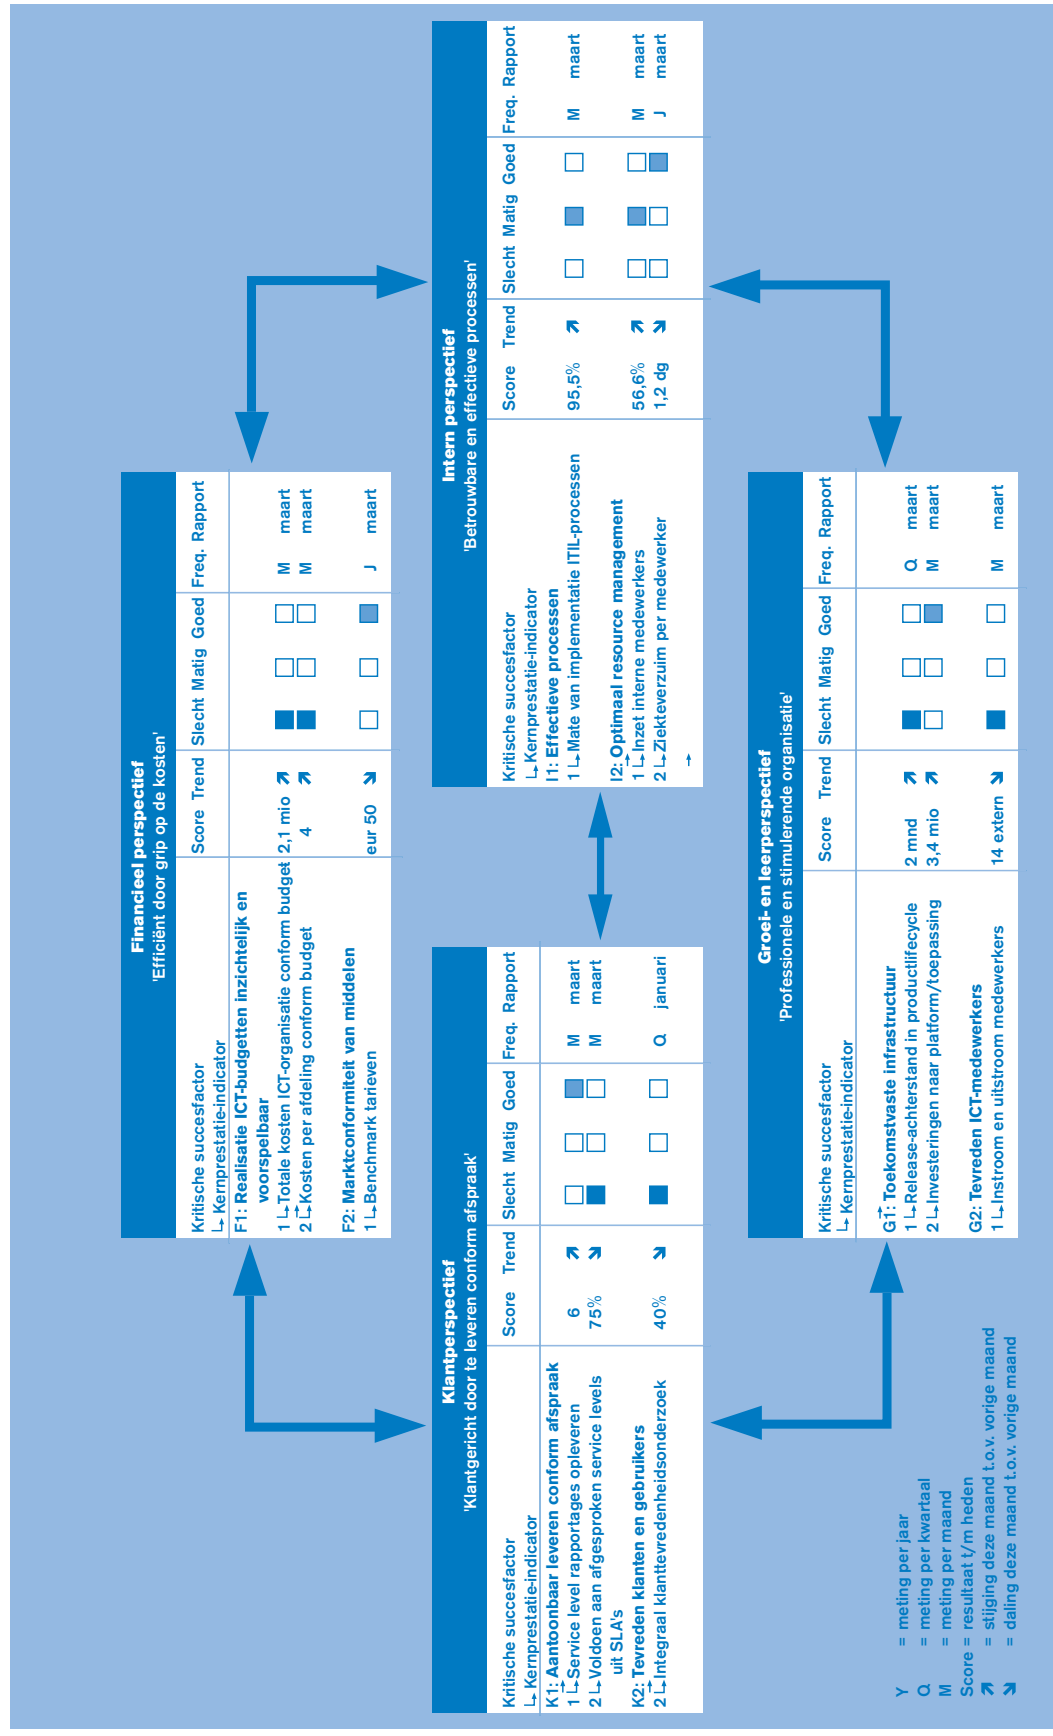 Financieel perspectief
'Efficiënt door grip op de kosten'
Kritische succesfactor Score Trend Slecht Matig Goed Freq. Rapport
Kernprestatie-indicator
F1: Realisatie ICT-budgetten inzichtelijk en
voorspelbaar
1 Totale kosten ICT-organisatie conform budget 2,1 mio M maart
2 Kosten per afdeling conform budget 4 M maart
F2: Marktconformiteit van middelen
1 Benchmark tarieven eur 50 J maart
Klantperspectief
'Klantgericht door te leveren conform afspraak'
Kritische succesfactor Score Trend Slecht Matig Goed Freq. Rapport
Kernprestatie-indicator
K1: Aantoonbaar leveren conform afspraak
1 Service level rapportages opleveren 6 M maart
2 Voldoen aan afgesproken service levels 75% M maart
uit SLA's
K2: Tevreden klanten en gebruikers
2 Integraal klanttevredenheidsonderzoek 40% Q januari
Intern perspectief
'Betrouwbare en effectieve processen'
Kritische succesfactor Score Trend Slecht Matig Goed Freq. Rapport
Kernprestatie-indicator
I1: Effectieve processen
1 Mate van implementatie ITIL-processen 95,5% M maart
I2: Optimaal resource management
1 Inzet interne medewerkers 56,6% M maart
2 Ziekteverzuim per medewerker 1,2 dg J maart
Groei- en leerperspectief
'Professionele en stimulerende organisatie'
Kritische succesfactor Score Trend Slecht Matig Goed Freq. Rapport
Kernprestatie-indicator
G1: Toekomstvaste infrastructuur
1 Release-achterstand in productlifecycle 2 mnd Q maart
2 Investeringen naar platform/toepassing 3,4 mio M maart
G2: Tevreden ICT-medewerkers
1 Instroom en uitstroom medewerkers 14 extern M maart
Y = meting per jaar
Q = meting per kwartaal
M = meting per maand
Score = resultaat t/m heden
= stijging deze maand t.o.v. vorige maand
= daling deze maand t.o.v. vorige maand